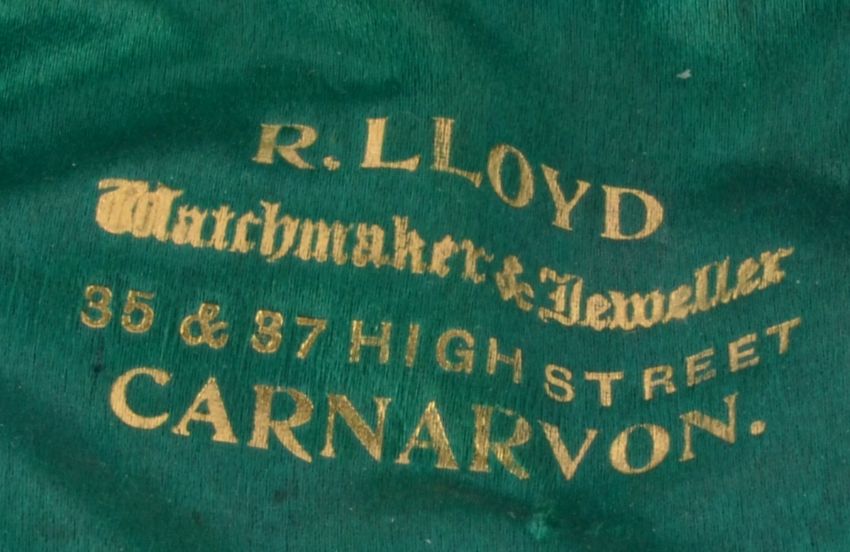 R. LLOYD
Watchmaker & Jeweller
35 & 37 HIGH STREET
CARNARVON.